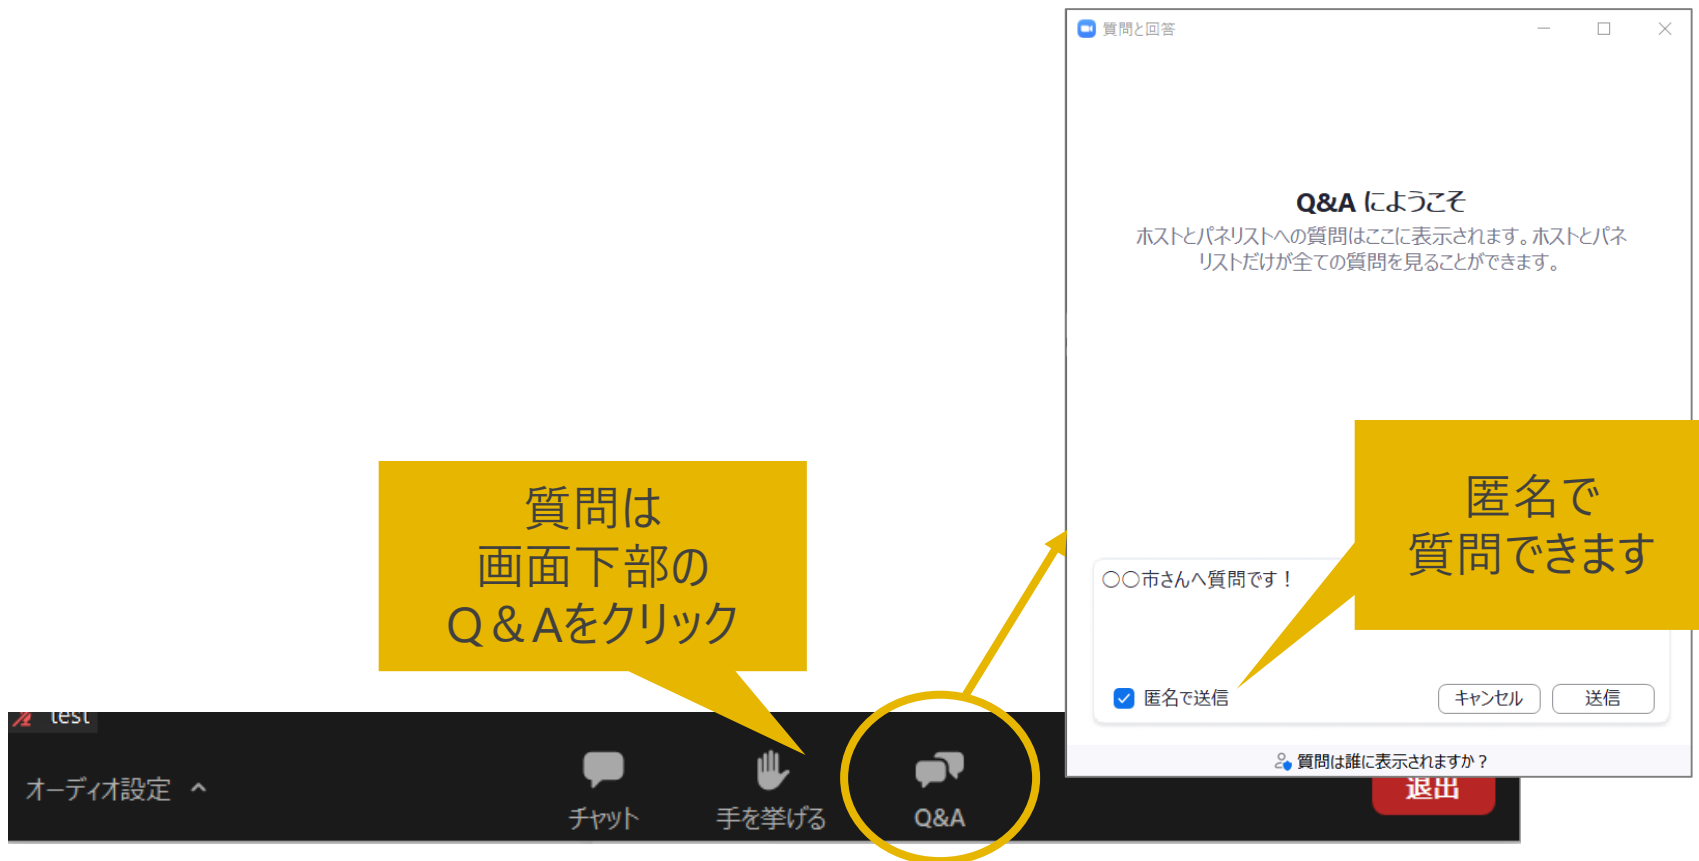 質問と回答
Q&A にようこそ
ホストとパネリストへの質問はここに表示されます。ホストとパネ
リストだけが全ての質問を見ることができます。
匿名で
質問できます
質問は
画面下部の
Q＆Aをクリック
○○市さんへ質問です！
匿名で送信
キャンセル
送信
質問は誰に表示されますか？
test
オーディオ設定
チャット
手を挙げる
Q&A
退出